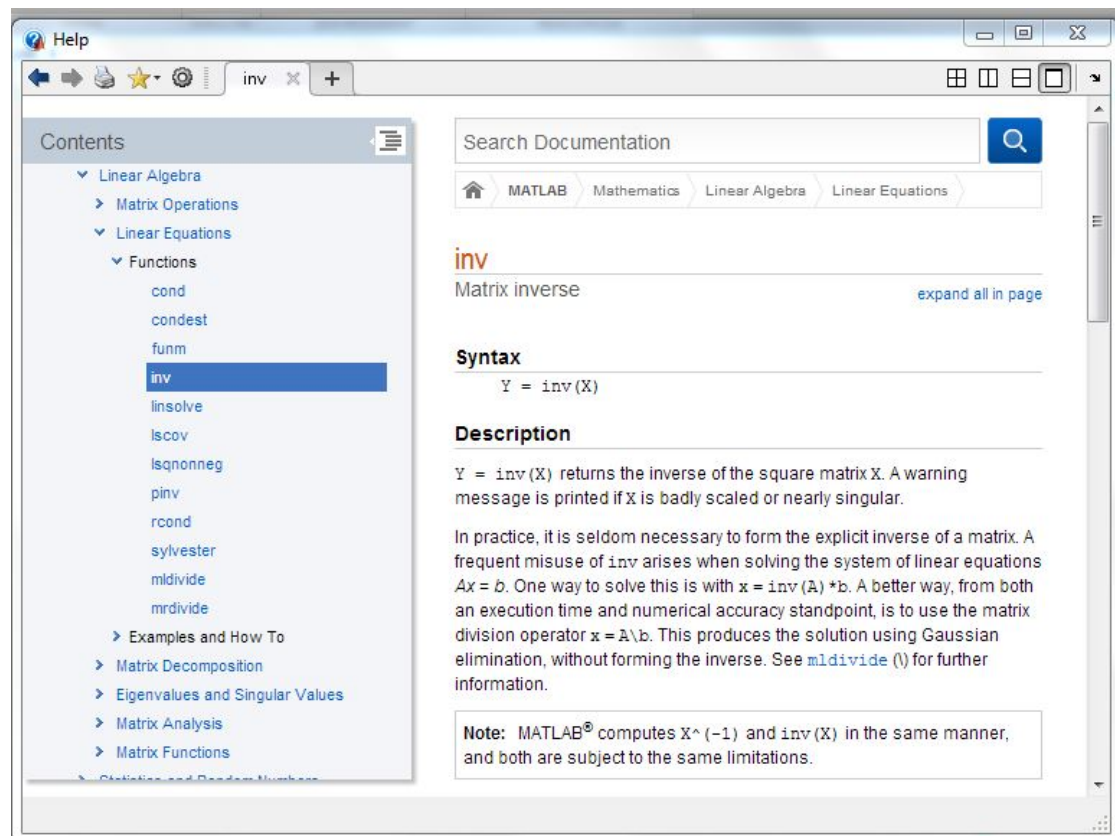 Help
inv
Contents
Linear Algebra
Matrix Operations
Linear Equations
Functions
cond
condest
funm
inv
linsolve
lscov
lsqnonneg
pinv
rcond
sylvester
mldivide
mrdivide
Examples and How To
Matrix Decomposition
Eigenvalues and Singular Values
Matrix Analysis
Matrix Functions
Statistics and Random Numbers
Search Documentation
MATLAB Mathematics Linear Algebra Linear Equations
inv
Matrix inverse
expand all in page
Syntax
Y = inv(X)
Description
Y = inv(X) returns the inverse of the square matrix X. A warning
message is printed if X is badly scaled or nearly singular.
In practice, it is seldom necessary to form the explicit inverse of a matrix. A
frequent misuse of inv arises when solving the system of linear equations
Ax = b. One way to solve this is with x = inv(A) *b. A better way, from both
an execution time and numerical accuracy standpoint, is to use the matrix
division operator x = A\b. This produces the solution using Gaussian
elimination, without forming the inverse. See mldivide (\) for further
information.
Note: MATLAB® computes X^(-1) and inv(X) in the same manner,
and both are subject to the same limitations.